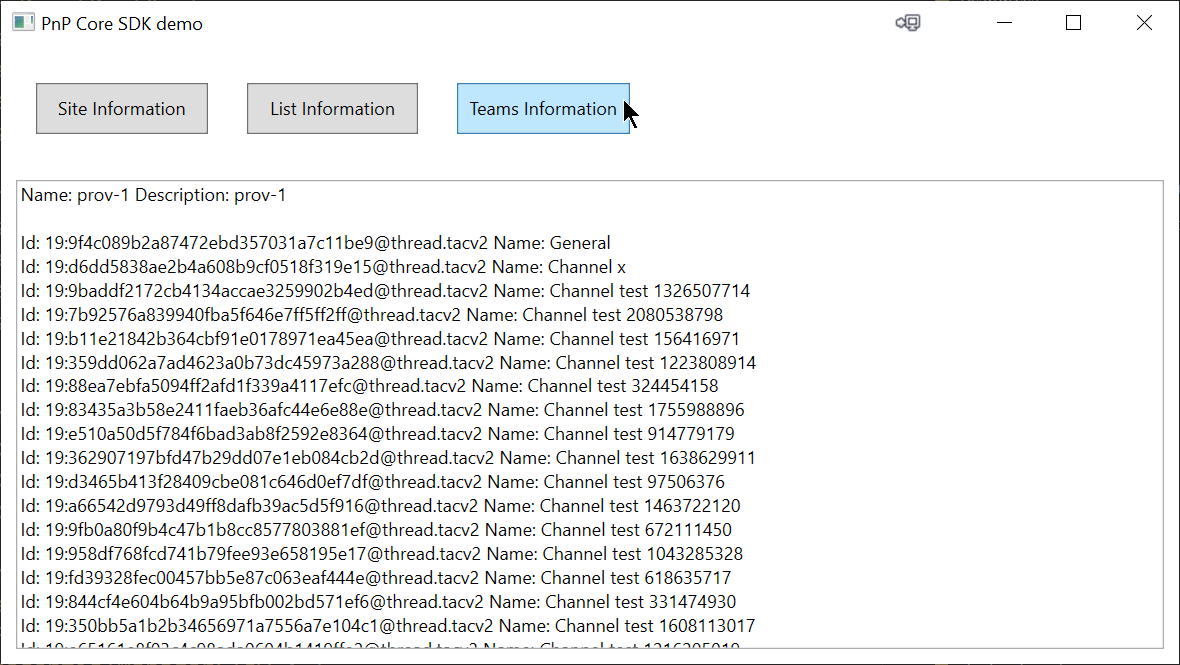 PnP Core SDK demo
Site Information
List Information
Teams Information
Name: prov-1 Description: prov-1
Id: 19:9f4c089b2a87472ebd357031a7c11be9@thread.tacv2 Name: General
Id: 19:d6dd5838ae2b4a608b9cf0518f319e15@thread.tacv2 Name: Channel x
Id: 19:9baddf2172cb4134accae3259902b4ed@thread.tacv2 Name: Channel test 1326507714
Id: 19:7b92576a839940fba5f646e7ff5ff2ff@thread.tacv2 Name: Channel test 2080538798
Id: 19:b11e21842b364cbf91e0178971ea45ea@thread.tacv2 Name: Channel test 156416971
Id: 19:359dd062a7ad4623a0b73dc45973a288@thread.tacv2 Name: Channel test 1223808914
Id: 19:88ea7ebfa5094ff2afd1f339a4117efc@thread.tacv2 Name: Channel test 324454158
Id: 19:83435a3b58e2411faeb36afc44e6e88e@thread.tacv2 Name: Channel test 1755988896
Id: 19:e510a50d5f784f6bad3ab8f2592e8364@thread.tacv2 Name: Channel test 914779179
Id: 19:362907197bfd47b29dd07e1eb084cb2d@thread.tacv2 Name: Channel test 1638629911
Id: 19:d3465b413f28409cbe081c646d0ef7df@thread.tacv2 Name: Channel test 97506376
Id: 19:a66542d9793d49ff8dafb39ac5d5f916@thread.tacv2 Name: Channel test 1463722120
Id: 19:9fb0a80f9b4c47b1b8cc8577803881ef@thread.tacv2 Name: Channel test 672111450
Id: 19:958df768fcd741b79fee93e658195e17@thread.tacv2 Name: Channel test 1043285328
Id: 19:fd39328fec00457bb5e87c063eaf444e@thread.tacv2 Name: Channel test 618635717
Id: 19:844cf4e604b64b9a95bfb002bd571ef6@thread.tacv2 Name: Channel test 331474930
Id: 19:350bb5a1b2b34656971a7556a7e104c1@thread.tacv2 Name: Channel test 1608113017